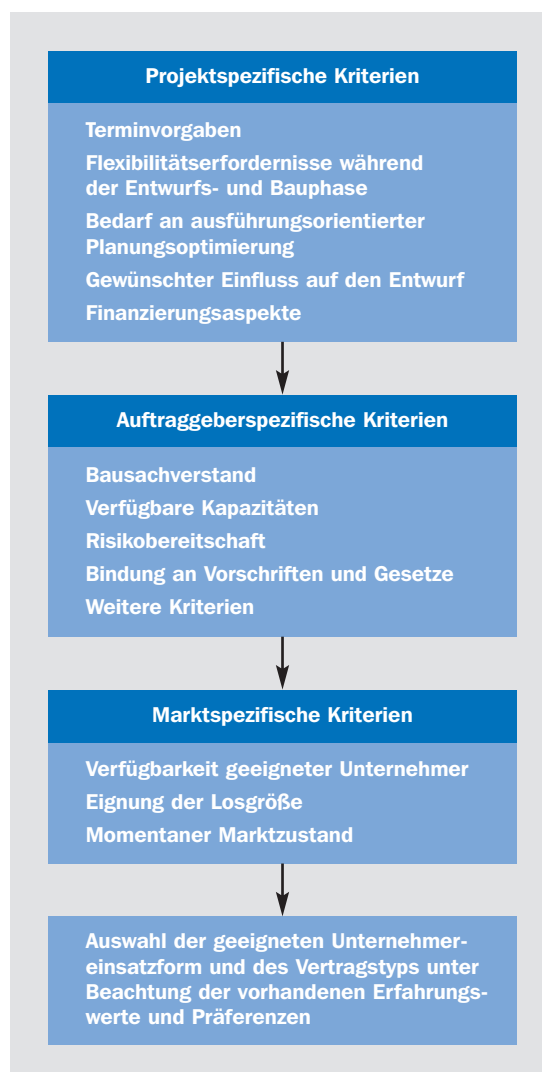 Projektspezifische Kriterien
Terminvorgaben
Flexibilitätserfordernisse während
der Entwurfs- und Bauphase
Bedarf an ausführungsorientierter
Planungsoptimierung
Gewünschter Einfluss auf den Entwurf
Finanzierungsaspekte
Auftraggeberspezifische Kriterien
Bausachverstand
Verfügbare Kapazitäten
Risikobereitschaft
Bindung an Vorschriften und Gesetze
Weitere Kriterien
Marktspezifische Kriterien
Verfügbarkeit geeigneter Unternehmer
Eignung der Losgröße
Momentaner Marktzustand
Auswahl der geeigneten Unternehmer-
einsatzform und des Vertragstyps unter
Beachtung der vorhandenen Erfahrungs-
werte und Präferenzen